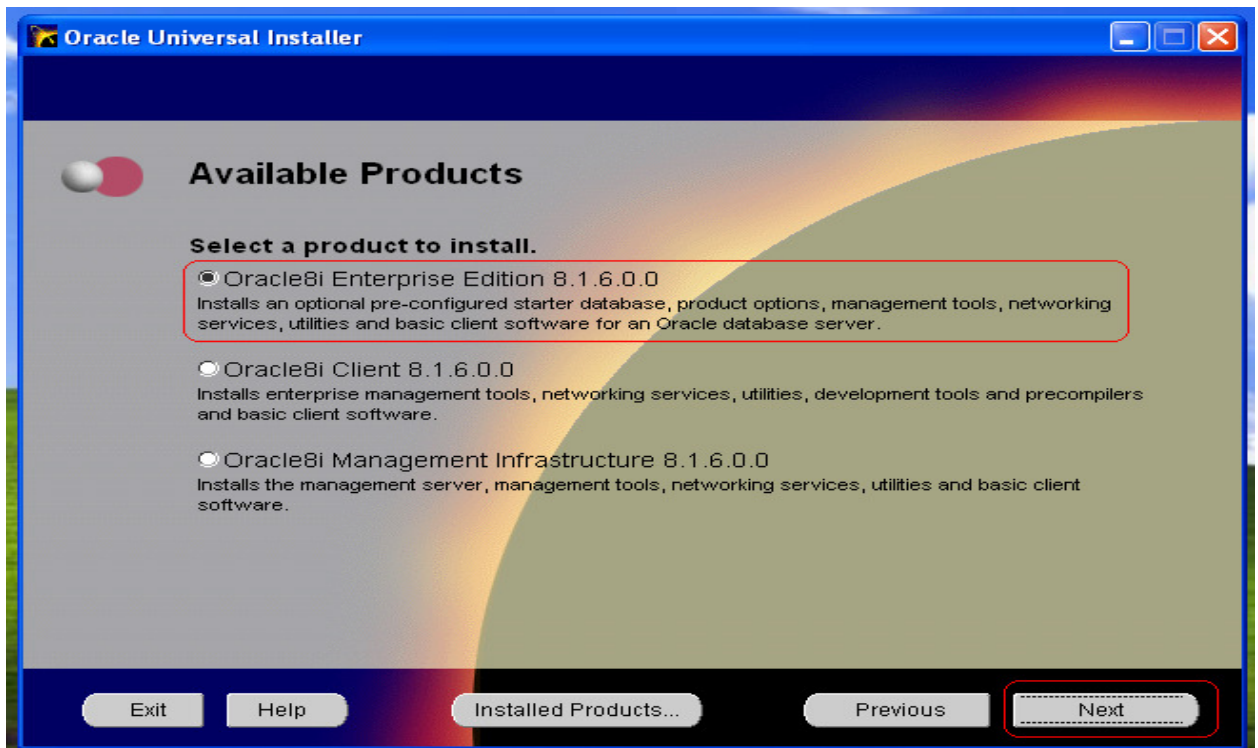 Oracle Universal Installer
Available Products
Select a product to install.
Oracle8i Enterprise Edition 8.1.6.0.0
Installs an optional pre-configured starter database, product options, management tools, networking
services, utilities and basic client software for an Oracle database server.
Oracle8i Client 8.1.6.0.0
Installs enterprise management tools, networking services, utilities, development tools and precompilers
and basic client software.
Oracle8i Management Infrastructure 8.1.6.0.0
Installs the management server, management tools, networking services, utilities and basic client
software.
Exit Help Installed Products... Previous Next